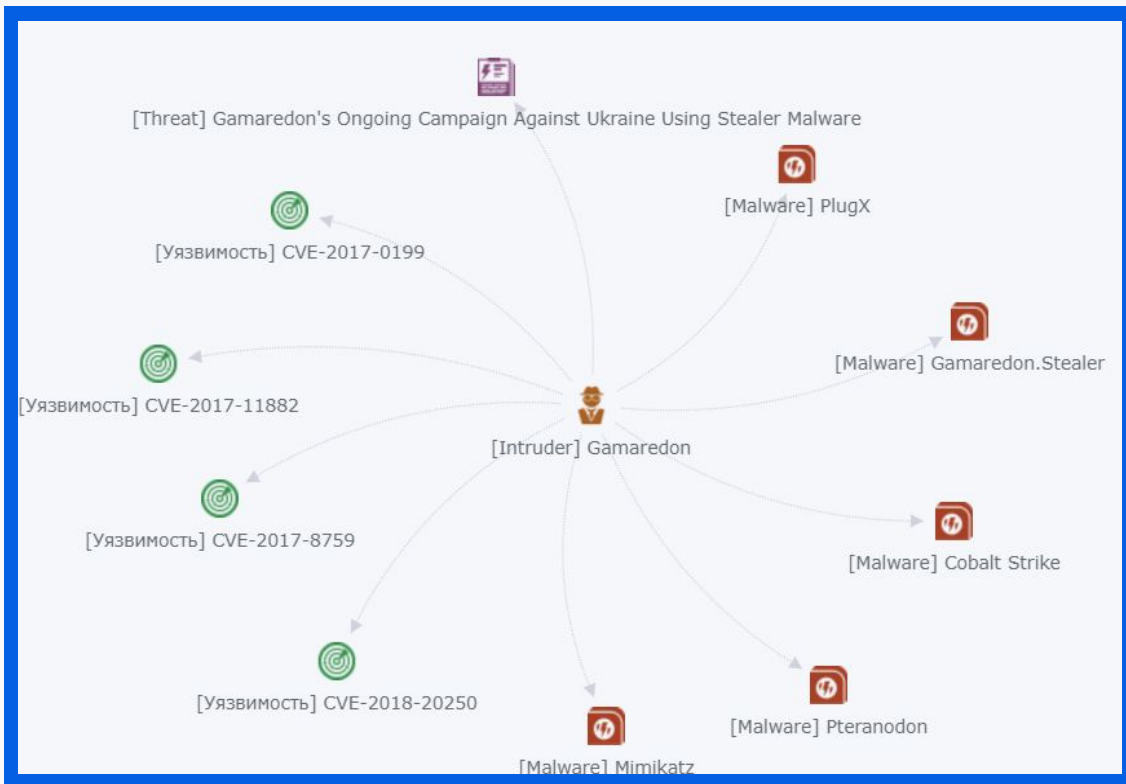 [Threat] Gamaredon's Ongoing Campaign Against Ukraine Using Stealer Malware
[Malware] PlugX
[Уязвимость] CVE-2017-0199
[Malware] Gamaredon.Stealer
[Уязвимость] CVE-2017-11882
[Intruder] Gamaredon
[Уязвимость] CVE-2017-8759
[Malware] Cobalt Strike
[Уязвимость] CVE-2018-20250
[Malware] Pteranodon
[Malware] Mimikatz